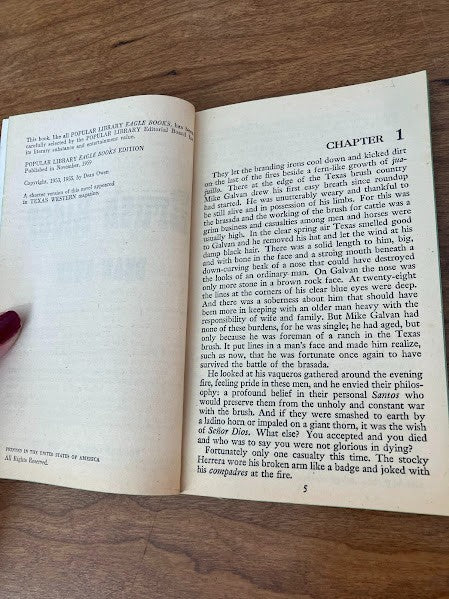 This book, like all POPULAR LIBRARY EAGLE BOOKS, has been
carefully selected by the POPULAR LIBRARY Editorial Board for
its literary substance and entertainment value.
POPULAR LIBRARY EAGLE BOOKS EDITION
Published in November, 1957
Copyright, 1953, 1955, by Dean Owen
A shorter version of this novel appeared
in TEXAS WESTERN magazine.
PRINTED IN THE UNITED STATES OF AMERICA
All Rights Reserved.
CHAPTER 1
They let the branding irons cool down and kicked dirt
on the last of the fires beside a fern-like growth of gua-
jillo. There at the edge of the Texas brush country
Mike Galvan drew his first easy breath since roundup
had started. He was unutterably weary and thankful to
be still alive and in possession of his limbs. For this was
the brasada and the working of the brush for cattle was a
grim business and casualties among men and horses were
usually high. In the clear spring air Texas smelled good
to Galvan and he removed his hat and let the wind at his
damp black hair. There was a solid length to him, big,
and with bone in the face and a strong mouth beneath a
down-carving beak of a nose that could have destroyed
the looks of an ordinary man. On Galvan the nose was
only more stone in a brown rock face. At twenty-eight
the lines at the corners of his clear blue eyes were deep.
And there was a soberness about him that should have
been more in keeping with an older man heavy with the
responsibility of wife and family. But Mike Galvan had
none of these burdens, for he was single; he had aged, but
only because he was foreman of a ranch in the Texas
brush. It put lines in a man's face and made him realize,
such as now, that he was fortunate once again to have
survived the battle of the brasada.
He looked at his vaqueros gathered around the evening
fire, feeling pride in these men, and he envied their philos-
ophy: a profound belief in their personal Santos who
would preserve them from the unholy and constant war
with the brush. And if they were smashed to earth by
a ladino horn or impaled on a giant thorn, it was the wish
of Señor Dios. What else? You accepted and you died
and who was to say you were not glorious in dying?
Fortunately only one casualty this time. The stocky
Herrera wore his broken arm like a badge and joked with
his compadres at the fire.
5